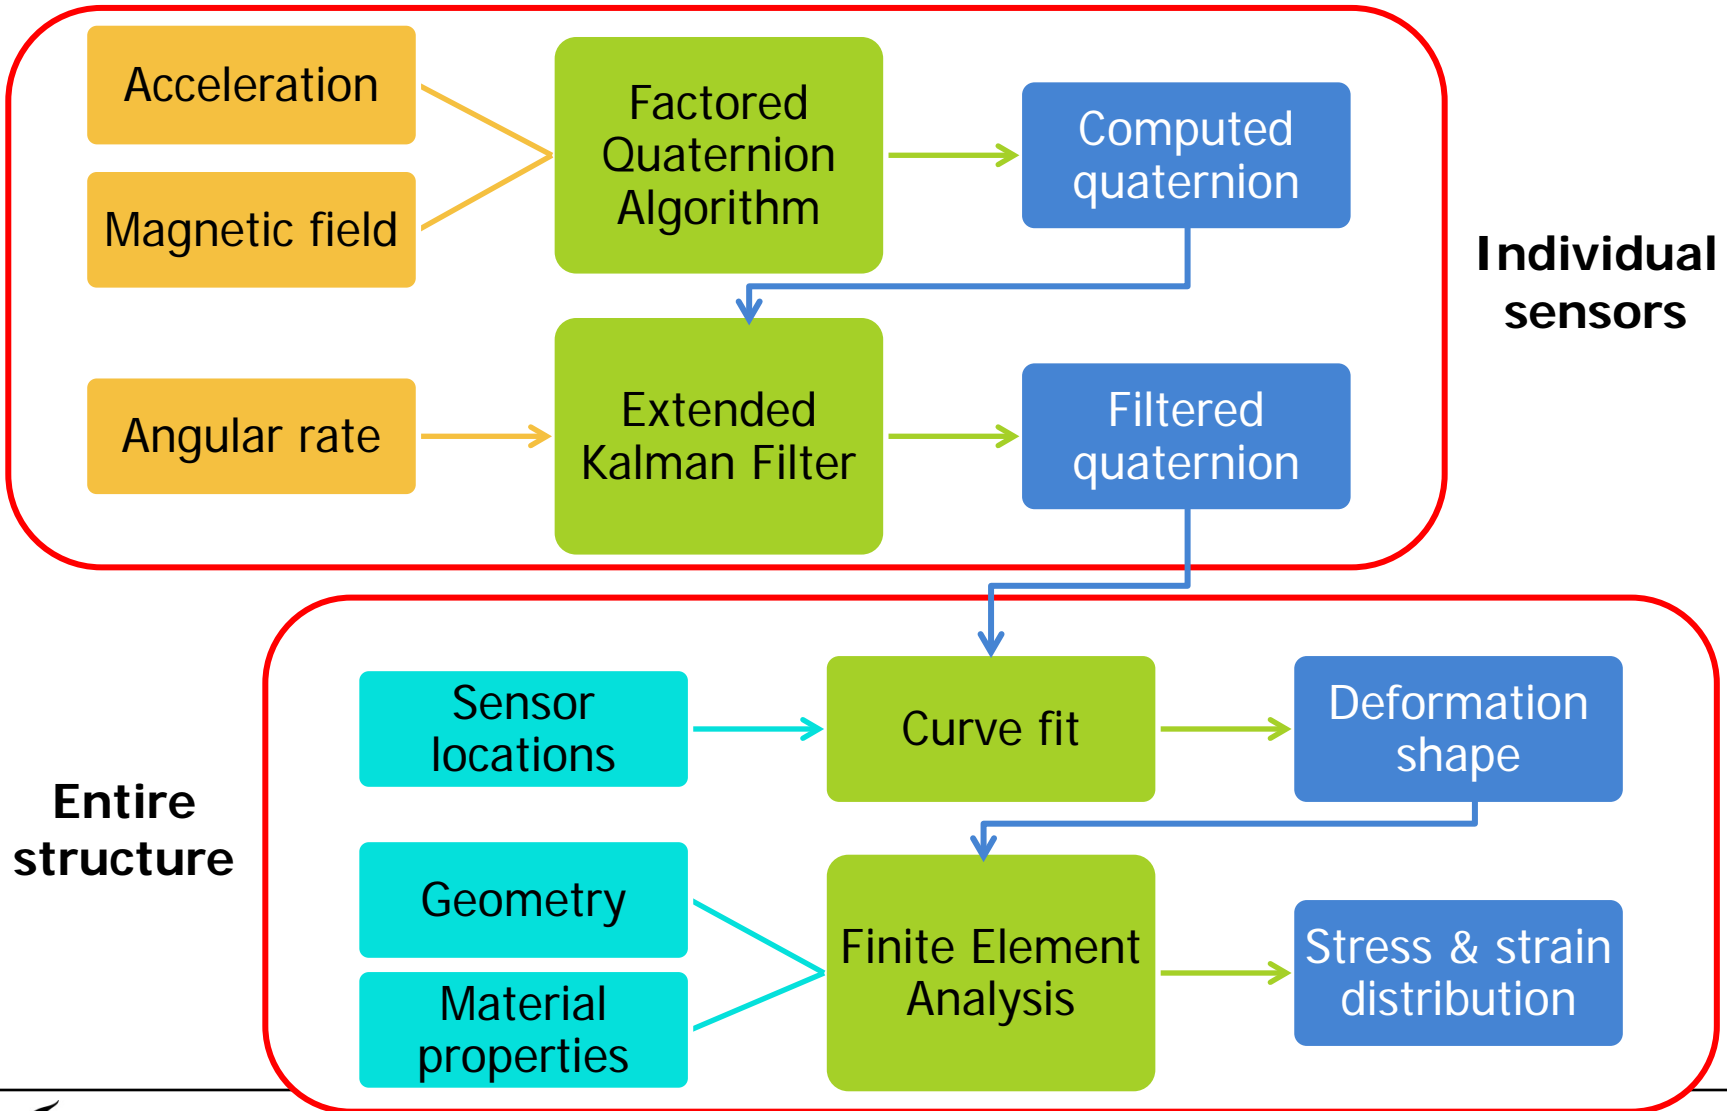 Acceleration
Magnetic field
Factored
Quaternion
Algorithm
Computed
quaternion
Individual
sensors
Angular rate
Extended
Kalman Filter
Filtered
quaternion
Entire
structure
Sensor
locations
Curve fit
Deformation
shape
Geometry
Material
properties
Finite Element
Analysis
Stress & strain
distribution